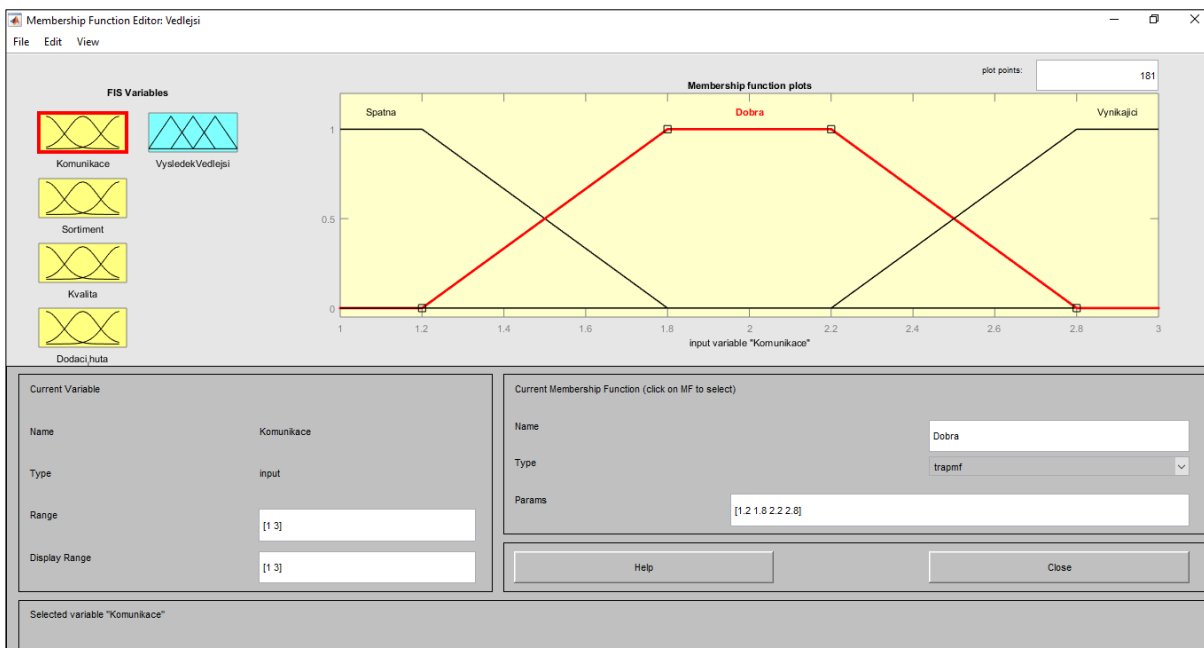 Membership Function Editor: Vedlejsi
File Edit View
plot points:
181
FIS Variables
Membership function plots
Komunikace
VysledekVedlejsi
Sortiment
Kvalita
Dodaci,huta
Spatna
Dobra
Vynikajici
1
0.5
0
1 1.2 1.4 1.6 1.8 2 2.2 2.4 2.6 2.8 3
input variable "Komunikace"
Current Variable
Name
Komunikace
Type
input
Range
[1 3]
Display Range
[1 3]
Current Membership Function (click on MF to select)
Name
Dobra
Type
trapmf
Params
[1.2 1.8 2.2 2.8]
Help
Close
Selected variable "Komunikace"